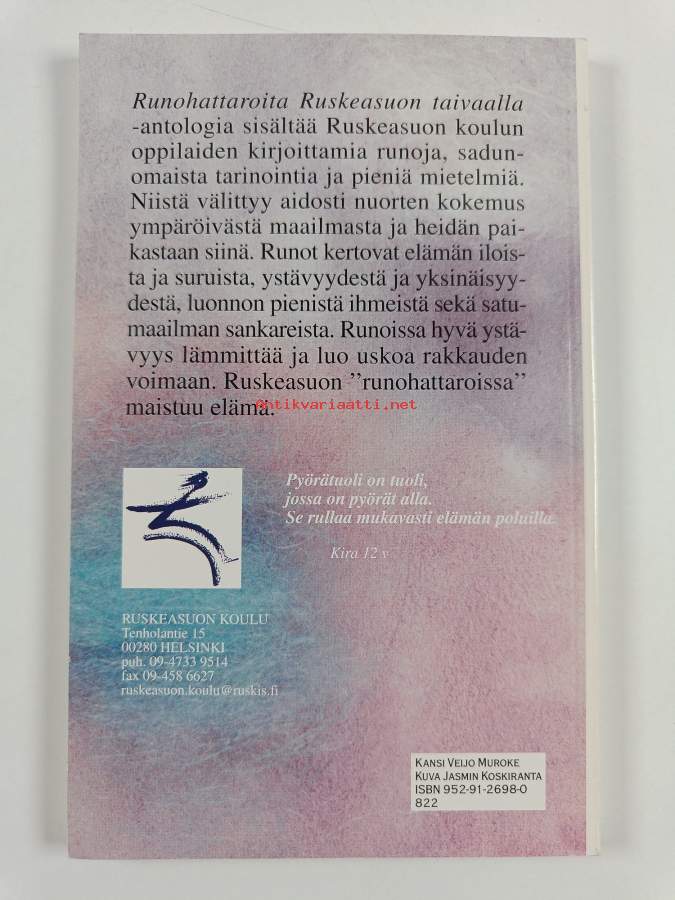 Runohattaroita Ruskeasuon taivaalla
-antologia sisältää Ruskeasuon koulun
oppilaiden kirjoittamia runoja, sadun-
omaista tarinointia ja pieniä mietelmiä.
Niistä välittyy aidosti nuorten kokemus
ympäröivästä maailmasta ja heidän pai-
kastaan siinä. Runot kertovat elämän ilois-
ta ja suruista, ystävyydestä ja yksinäisyy-
destä, luonnon pienistä ihmeistä sekä satu-
maailman sankareista. Runoissa hyvä ystä-
vyys lämmittää ja luo uskoa rakkauden
voimaan. Ruskeasuon ”runohattaroissa”
maistuu elämä.
Antikvariaatti.net
Pyörätuoli on tuoli,
jossa on pyörät alla.
Se rullaa mukavasti elämän poluilla.
Kira 12 v
RUSKEASUON KOULU
Tenholantie 15
00280 HELSINKI
puh. 09-4733 9514
fax 09-458 6627
ruskeasuon.koulu@ruskis.fi
KANSI VEIJO MUROKE
KUVA JASMIN KOSKIRANTA
ISBN 952-91-2698-0
822